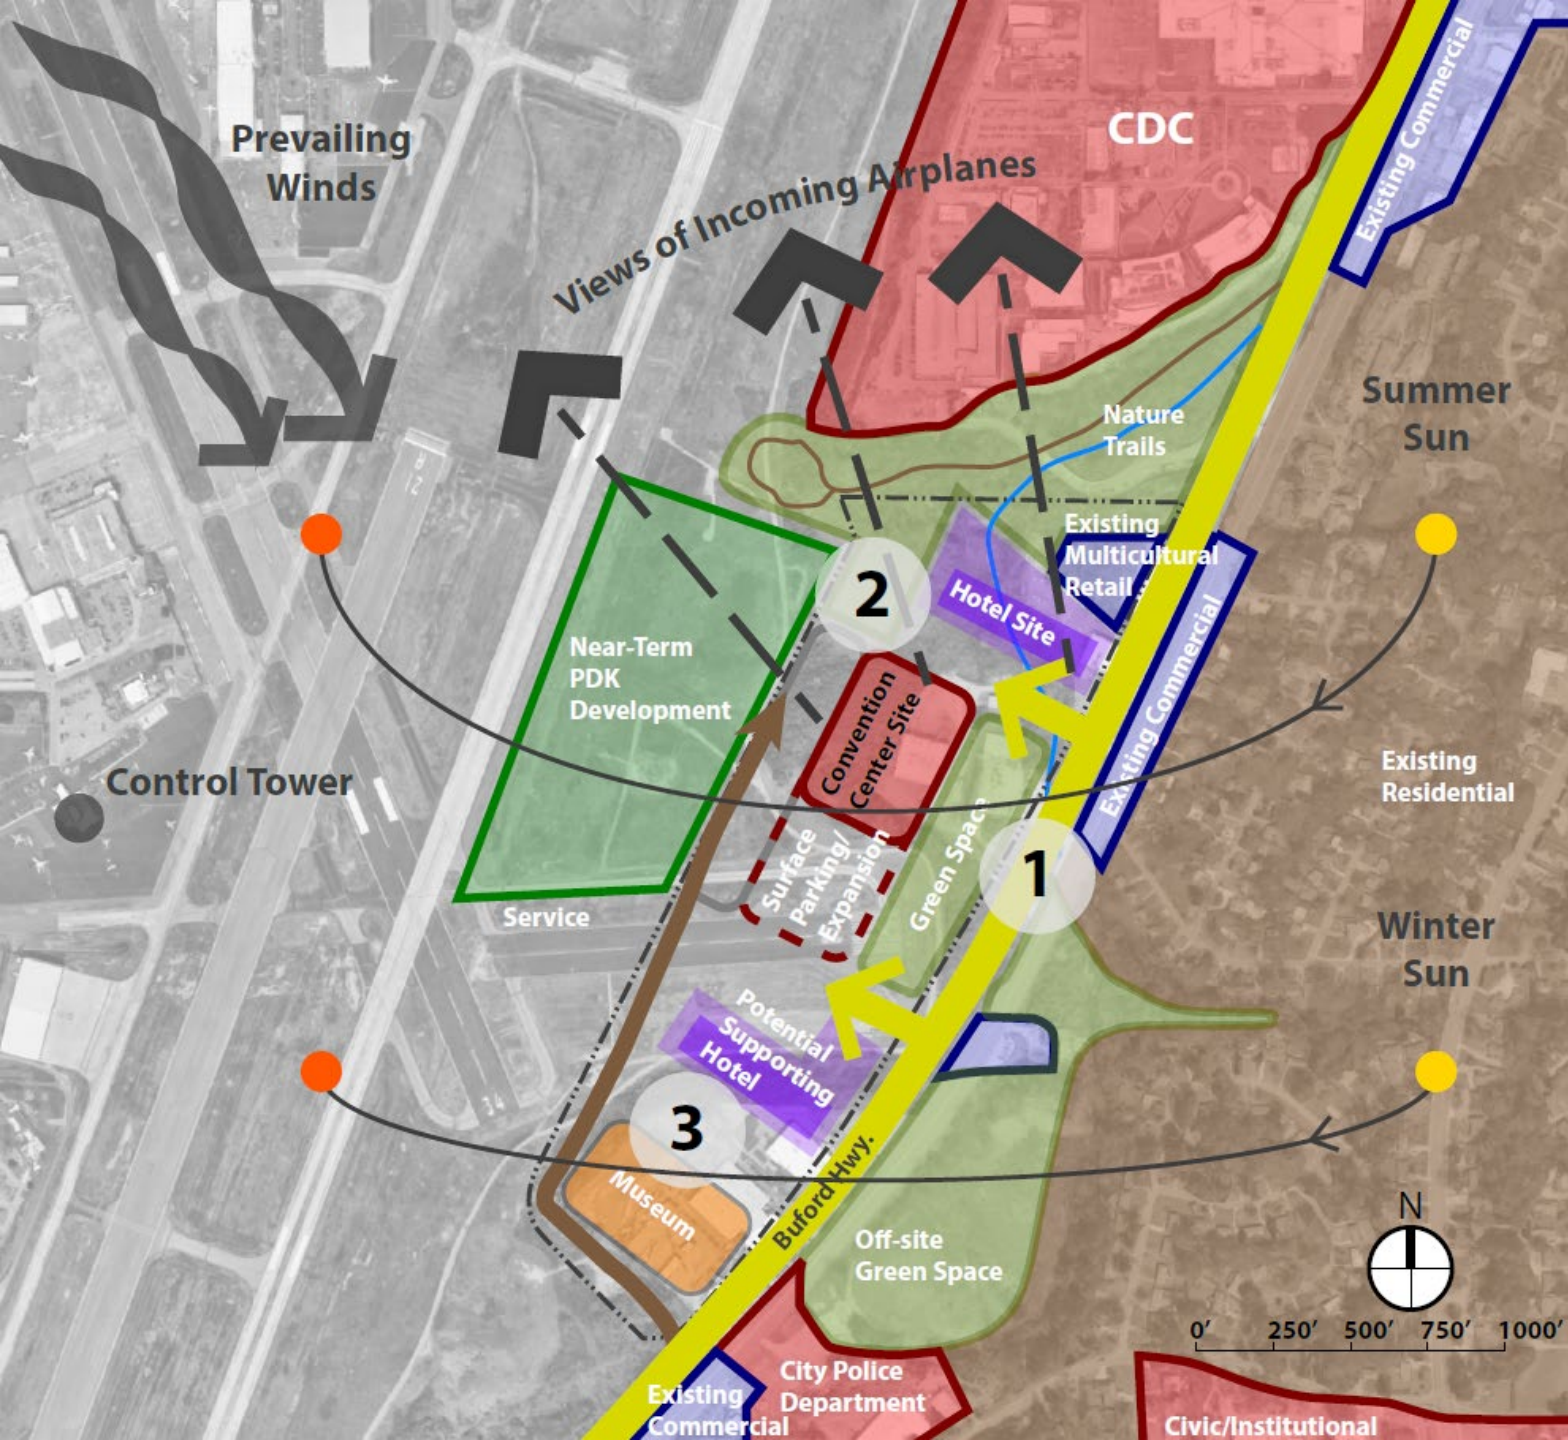 CDC
Existing Commercial
Prevailing
Winds
Views of Incoming Airplanes
Summer
Sun
Nature
Trails
Existing
Multicultural
Retail
2
Hotel Site
Near-Term
PDK
Development
Convention
Center Site
Existing Commercial
Control Tower
Existing
Residential
Surface
Parking/
Expansion
Green Space
1
Service
Winter
Sun
Potential
Supporting
Hotel
3
Museum
Buford Hwy.
Off-site
Green Space
N
0' 250' 500' 750' 1000'
City Police
Department
Existing
Commercial
Civic/Institutional